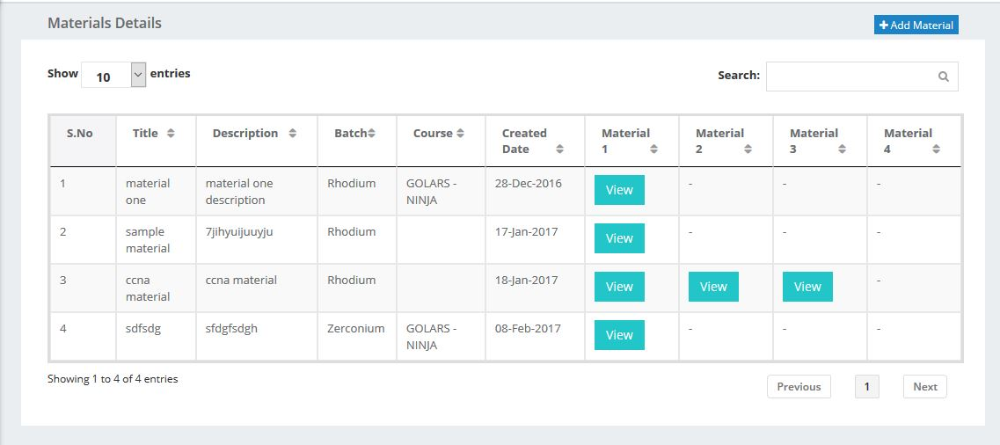 Materials Details
Add Material
Show 10 entries
Search:
S.No Title Description Batch Course Created Date Material 1 Material 2 Material 3 Material 4
1 material one material one description Rhodium GOLARS - NINJA 28-Dec-2016 View - - -
2 sample material 7jihyuijuuyju Rhodium 17-Jan-2017 View - - -
3 ccna material ccna material Rhodium 18-Jan-2017 View View View -
4 sdfsdg sfdgfsdgh Zerconium GOLARS - NINJA 08-Feb-2017 View - - -
Showing 1 to 4 of 4 entries
Previous 1 Next